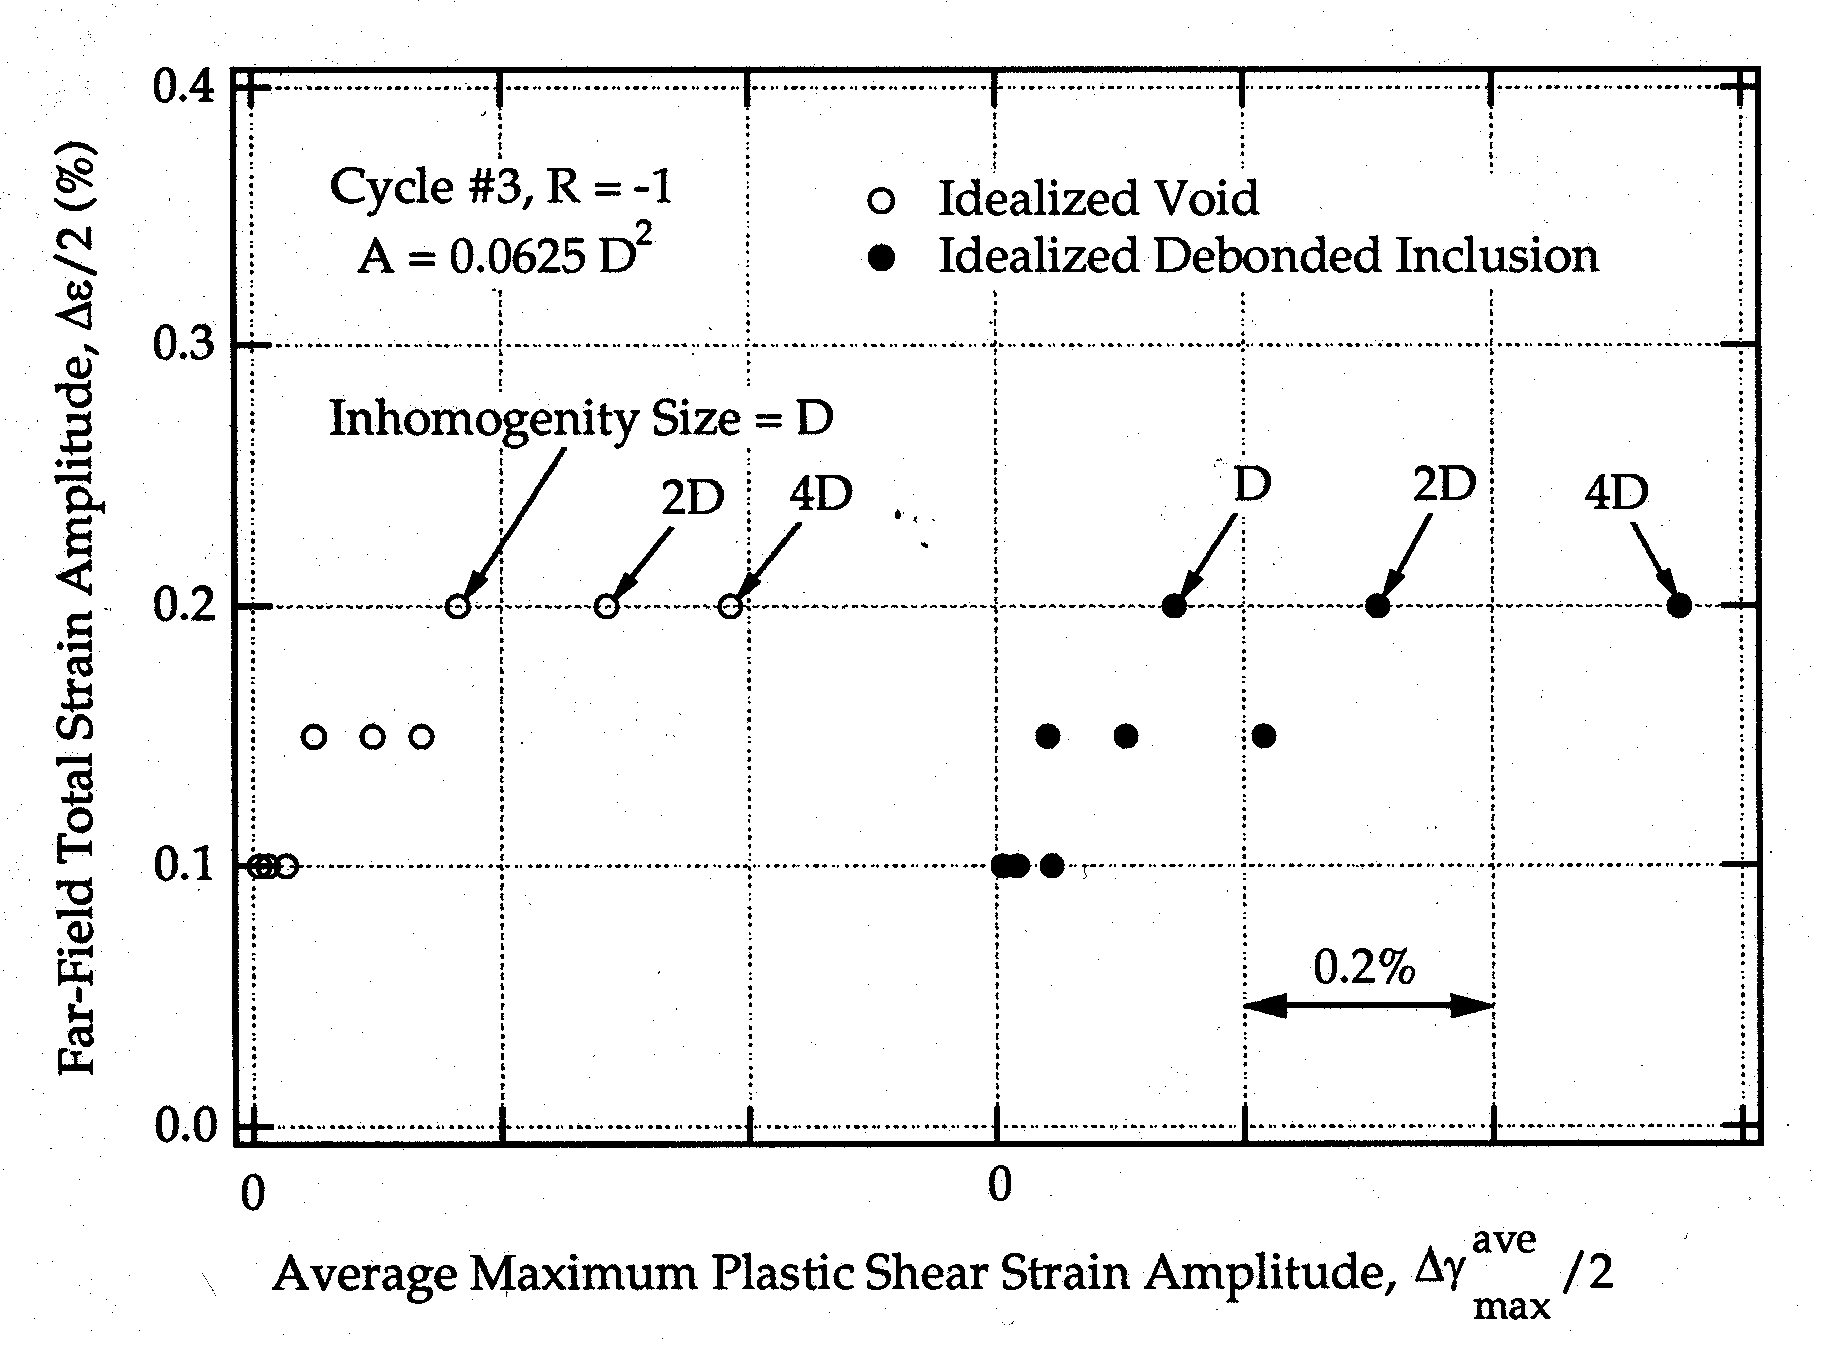 0.4
0.3
0.2
0.1
0.0
Far-Field Total Strain Amplitude, Δε/2 (%)
Cycle #3, R = -1
A = 0.0625 D²
Idealized Void
Idealized Debonded Inclusion
Inhomogenity Size = D
2D
4D
D
2D
4D
0.2%
0
0
Average Maximum Plastic Shear Strain Amplitude, Δγ ave max /2